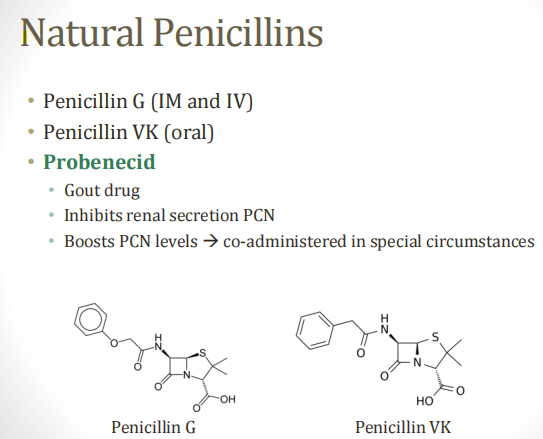 Natural Penicillins
• Penicillin G (IM and IV)
• Penicillin VK (oral)
• Probenecid
• Gout drug
• Inhibits renal secretion PCN
• Boosts PCN levels → co-administered in special circumstances
H
N
O
O
S
N
O
O
OH
H
N
O
S
N
O
O
HO
Penicillin G
Penicillin VK